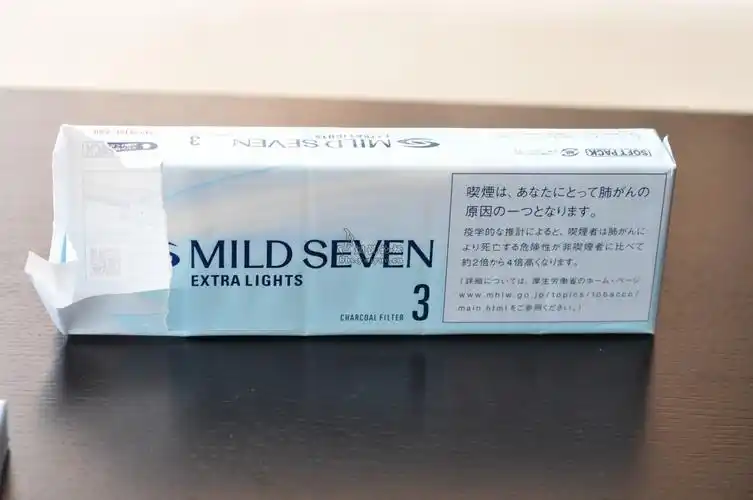 3
EXTRA LIGHTS
MILD SEVEN
SOFT PACK
MILD SEVEN
EXTRA LIGHTS
CHARCOAL FILTER 3
喫煙は、あなたにとって肺がんの
原因の一つとなります。
疫学的な推計によると、喫煙者は肺がんに
より死亡する危険性が非喫煙者に比べて
約2倍から4倍高くなります。
(詳細については、厚生労働省のホーム・ページ
www.mhlw.go.jp/topics/tobacco/
main.htmlをご参照ください。)